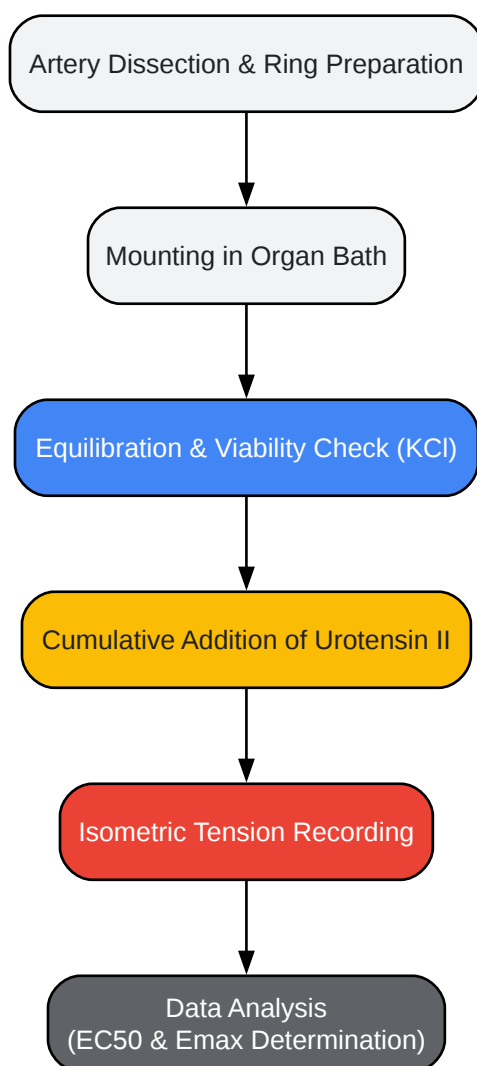 Artery Dissection & Ring Preparation
Mounting in Organ Bath
Equilibration & Viability Check (KCl)
Cumulative Addition of Urotensin II
Isometric Tension Recording
Data Analysis
(EC50 & Emax Determination)